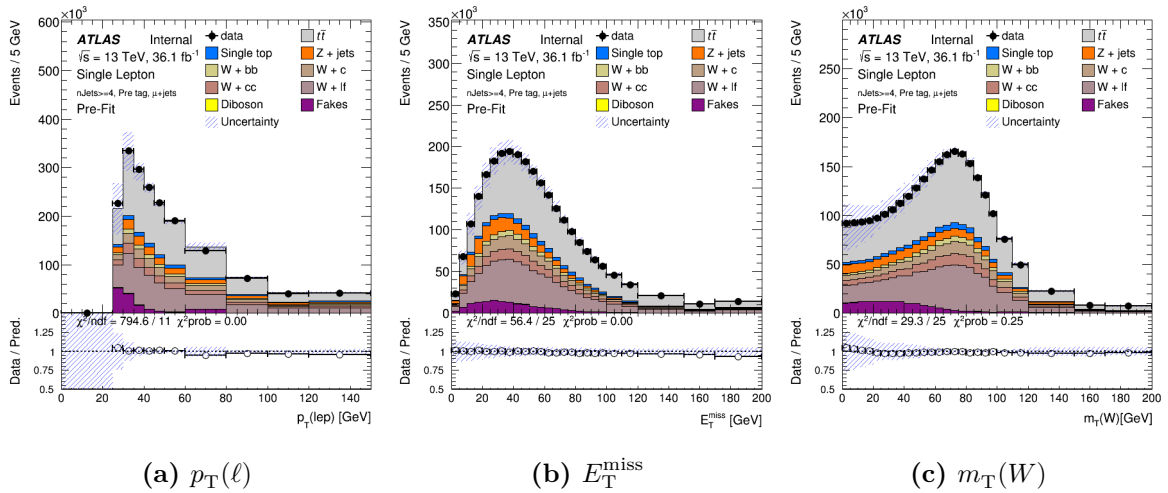 ×10³
Events / 5 GeV
600
500
400
300
200
100
0
ATLAS Internal
√s = 13 TeV, 36.1 fb⁻¹
Single Lepton
nJets>=4, Pre tag, μ+jets
Pre-Fit
data
tt̄
Single top
Z + jets
W + bb
W + c
W + cc
W + lf
Diboson
Fakes
Uncertainty
χ²/ndf = 794.6 / 11 χ²prob = 0.00
Data / Pred.
1.25
1
0.75
0.5
0 20 40 60 80 100 120 140
p_T(lep) [GeV]
(a) p_T(ℓ)
×10³
Events / 5 GeV
350
300
250
200
150
100
50
0
ATLAS Internal
√s = 13 TeV, 36.1 fb⁻¹
Single Lepton
nJets>=4, Pre tag, μ+jets
Pre-Fit
data
tt̄
Single top
Z + jets
W + bb
W + c
W + cc
W + lf
Diboson
Fakes
Uncertainty
χ²/ndf = 56.4 / 25 χ²prob = 0.00
Data / Pred.
1.25
1
0.75
0.5
0 20 40 60 80 100 120 140 160 180 200
E_T^miss [GeV]
(b) E_T^miss
×10³
Events / 5 GeV
300
250
200
150
100
50
0
ATLAS Internal
√s = 13 TeV, 36.1 fb⁻¹
Single Lepton
nJets>=4, Pre tag, μ+jets
Pre-Fit
data
tt̄
Single top
Z + jets
W + bb
W + c
W + cc
W + lf
Diboson
Fakes
Uncertainty
χ²/ndf = 29.3 / 25 χ²prob = 0.25
Data / Pred.
1.25
1
0.75
0.5
0 20 40 60 80 100 120 140 160 180 200
m_T(W)[GeV]
(c) m_T(W)